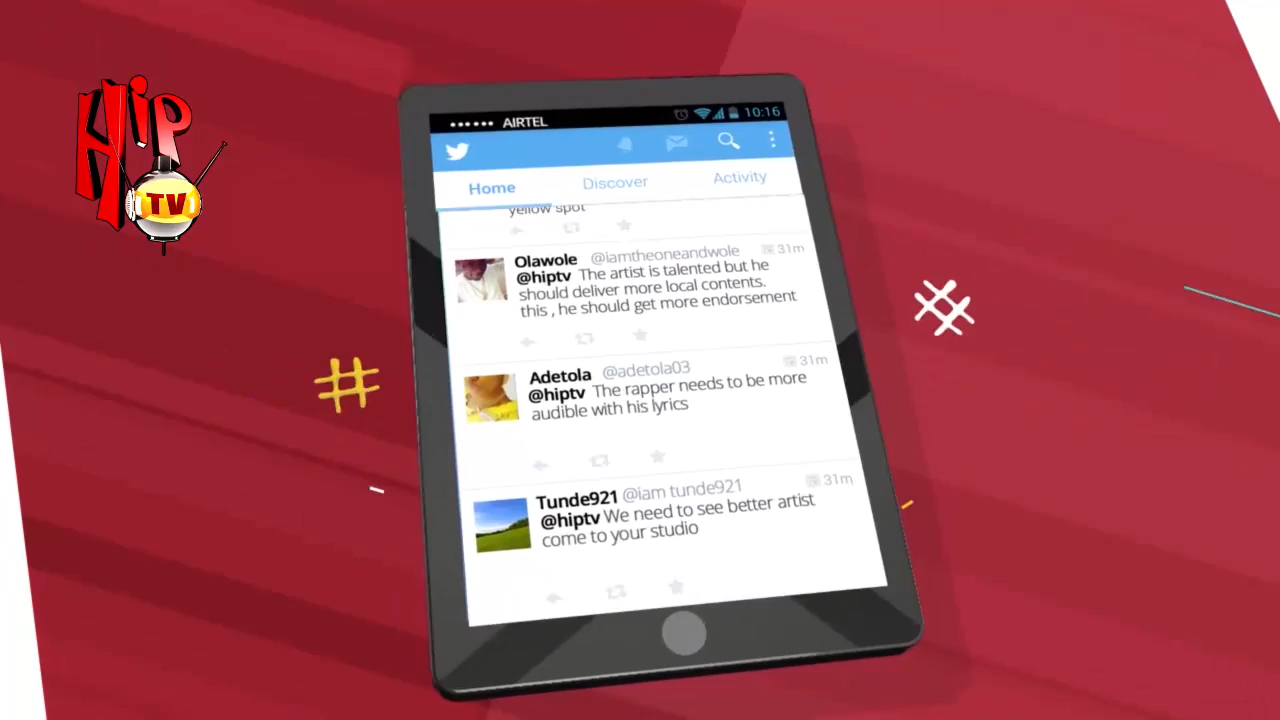 Hip
TV
AIRTEL
10:16
Home
Discover
Activity
yellow spot
Olawole @iamtheoneandwole 31m
@hiptv The artist is talented but he
should deliver more local contents.
this , he should get more endorsement
Adetola @adetola03 31m
@hiptv The rapper needs to be more
audible with his lyrics
Tunde921 @iam tunde921 31m
@hiptv We need to see better artist
come to your studio